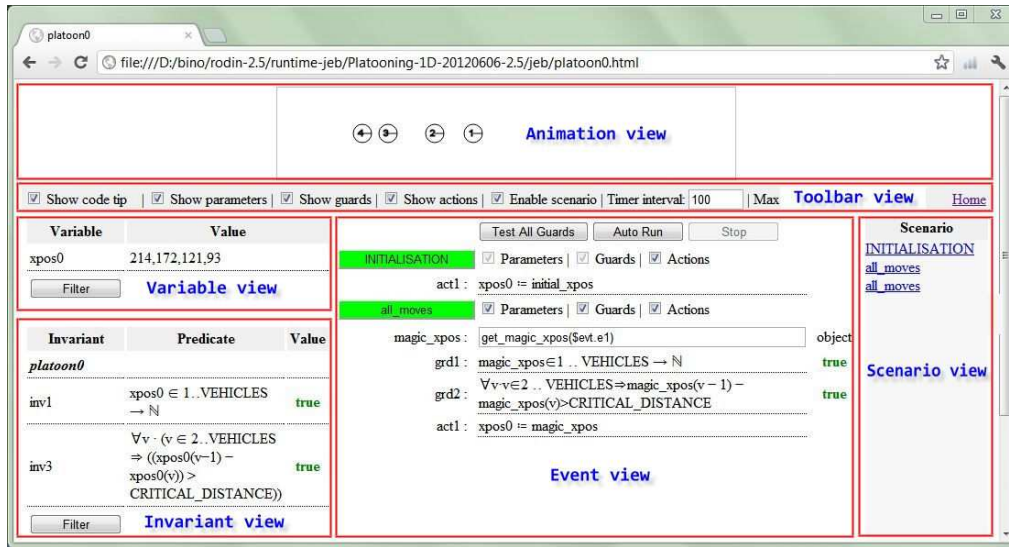 platoon0
file:///D:/bino/rodin-2.5/runtime-jeb/Platooning-1D-20120606-2.5/jeb/platoon0.html
4 3 2 1 Animation view
Show code tip | Show parameters | Show guards | Show actions | Enable scenario | Timer interval: 100 | Max Toolbar view Home
Variable Value
xpos0 214,172,121,93
Filter Variable view
Invariant Predicate Value
platoon0
inv1 xpos0 ∈ 1..VEHICLES → ℕ true
inv3 ∀v · (v ∈ 2..VEHICLES
⇒ ((xpos0(v−1) −
xpos0(v)) >
CRITICAL_DISTANCE)) true
Filter Invariant view
Test All Guards Auto Run Stop
INITIALISATION Parameters | Guards | Actions
act1 : xpos0 ≔ initial_xpos
all_moves Parameters | Guards | Actions
magic_xpos : get_magic_xpos($evt.e1) object
grd1 : magic_xpos∈1 .. VEHICLES → ℕ true
grd2 : ∀v·v∈2 .. VEHICLES⇒magic_xpos(v − 1) −
magic_xpos(v)>CRITICAL_DISTANCE true
act1 : xpos0 ≔ magic_xpos
Event view
Scenario
INITIALISATION
all_moves
all_moves
Scenario view